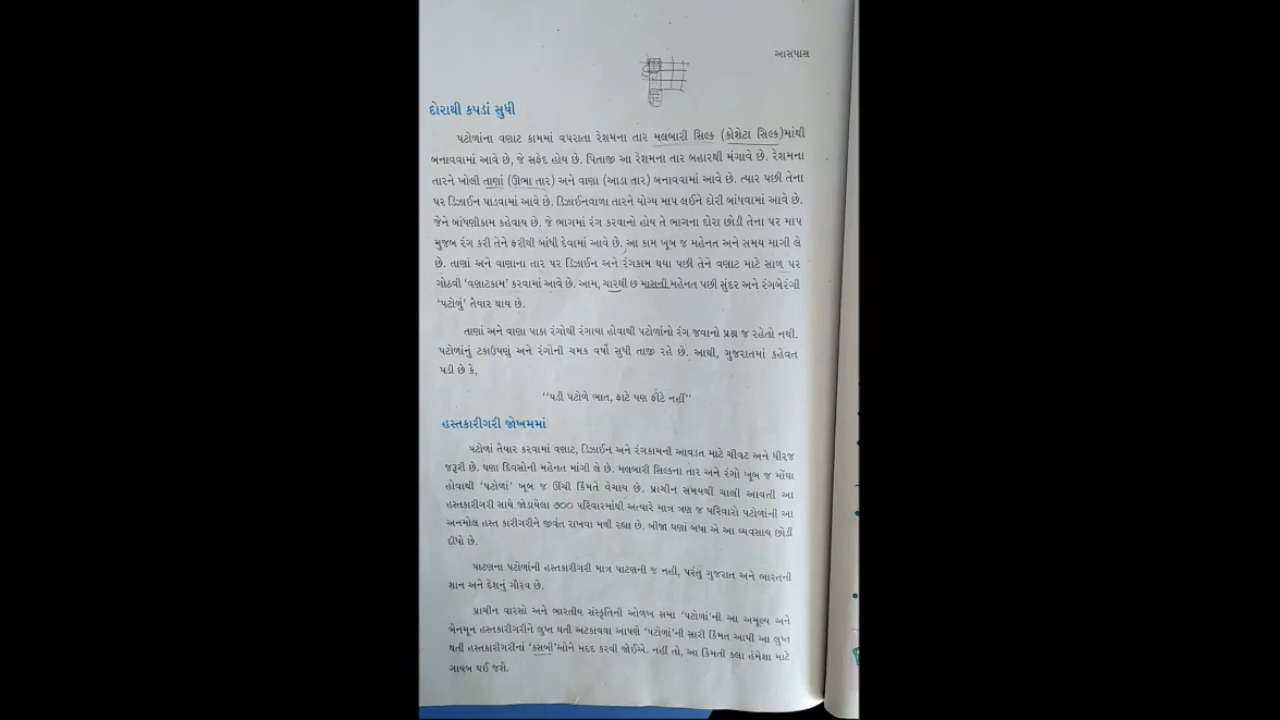 આસપાસ
દોરાથી કપડાં સુધી
પટોળાંના વણાટ કામમાં વપરાતા રેશમના તાર મલબારી સિલ્ક (કોશેટા સિલ્ક)માંથી
બનાવવામાં આવે છે, જે સફેદ હોય છે. પિતાજી આ રેશમના તાર બહારથી મંગાવે છે. રેશમના
તારને ખોલી તાણાં (ઊભા તાર) અને વાણા (આડા તાર) બનાવવામાં આવે છે. ત્યાર પછી તેના
પર ડિઝાઈન પાડવામાં આવે છે. ડિઝાઈનવાળા તારને યોગ્ય માપ લઈને દોરી બાંધવામાં આવે છે.
જેને બાંધણીકામ કહેવાય છે. જે ભાગમાં રંગ કરવાનો હોય તે ભાગના દોરા છોડી તેના પર માપ
મુજબ રંગ કરી તેને ફરીથી બાંધી દેવામાં આવે છે. આ કામ ખૂબ જ મહેનત અને સમય માગી લે
છે. તાણાં અને વાણાના તાર પર ડિઝાઈન અને રંગકામ થયા પછી તેને વણાટ માટે સાળ પર
ગોઠવી ‘વણાટકામ’ કરવામાં આવે છે. આમ, ચારથી છ માસની મહેનત પછી સુંદર અને રંગબેરંગી
‘પટોળું’ તૈયાર થાય છે.
તાણાં અને વાણા પાકા રંગોથી રંગાયા હોવાથી પટોળાંનો રંગ જવાનો પ્રશ્ન જ રહેતો નથી.
પટોળાંનું ટકાઉપણું અને રંગોની ચમક વર્ષો સુધી તાજી રહે છે. આથી, ગુજરાતમાં કહેવત
પડી છે કે,
“પડી પટોળે ભાત, ફાટે પણ ફીટે નહીં”
હસ્તકારીગરી જોખમમાં
પટોળાં તૈયાર કરવામાં વણાટ, ડિઝાઈન અને રંગકામની આવડત માટે ચીવટ અને ધીરજ
જરૂરી છે. ઘણા દિવસોની મહેનત માંગી લે છે. મલબારી સિલ્કના તાર અને રંગો ખૂબ જ મોંઘા
હોવાથી ‘પટોળાં’ ખૂબ જ ઊંચી કિંમતે વેચાય છે. પ્રાચીન સમયથી ચાલી આવતી આ
હસ્તકારીગરી સાથે જોડાયેલા ૭૦૦ પરિવારમાંથી અત્યારે માત્ર ત્રણ જ પરિવારો પટોળાંની આ
અનમોલ હસ્ત કારીગરીને જીવંત રાખવા મથી રહ્યા છે. બીજા ઘણાં બધા એ આ વ્યવસાય છોડી
દીધો છે.
પાટણના પટોળાંની હસ્તકારીગરી માત્ર પાટણની જ નહી, પરંતુ ગુજરાત અને ભારતની
શાન અને દેશનું ગૌરવ છે.
પ્રાચીન વારસો અને ભારતીય સંસ્કૃતિની ઓળખ સમા ‘પટોળાં’ની આ અમૂલ્ય અને
બેનમૂન હસ્તકારીગરીને લુપ્ત થતી અટકાવવા આપણે ‘પટોળાં’ની સારી કિંમત આપી આ લુપ્ત
થતી હસ્તકારીગરીનાં ‘કસબી’ઓને મદદ કરવી જોઈએ. નહીં તો, આ કિંમતી કલા હંમેશા માટે
ગાયબ થઈ જશે.